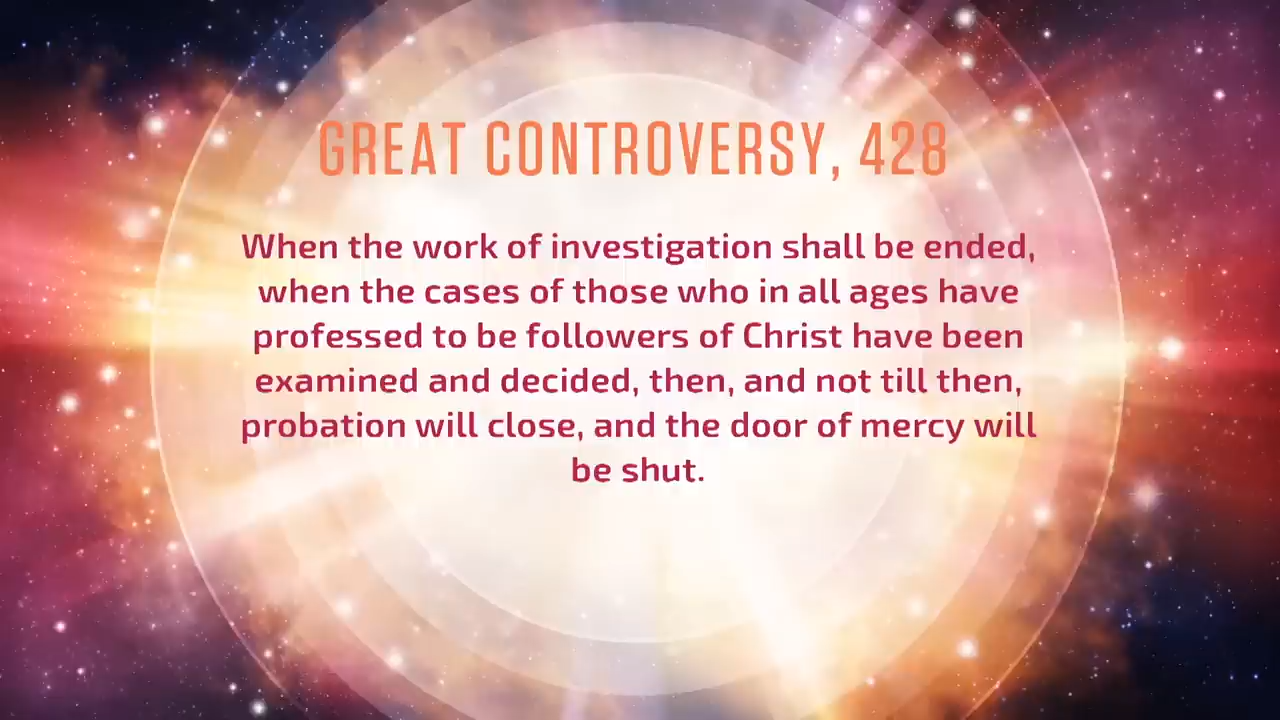 GREAT CONTROVERSY, 428
When the work of investigation shall be ended,
when the cases of those who in all ages have
professed to be followers of Christ have been
examined and decided, then, and not till then,
probation will close, and the door of mercy will
be shut.